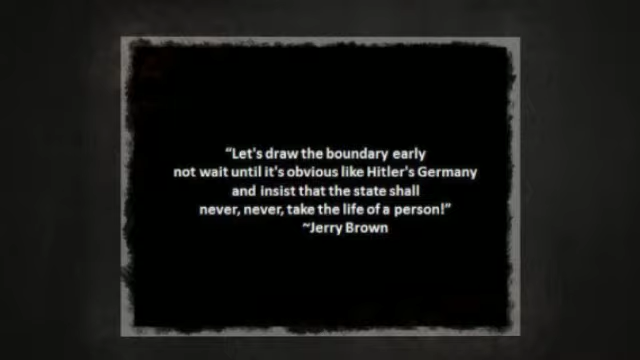 “Let's draw the boundary early
not wait until it's obvious like Hitler's Germany
and insist that the state shall
never, never, take the life of a person!”
~Jerry Brown